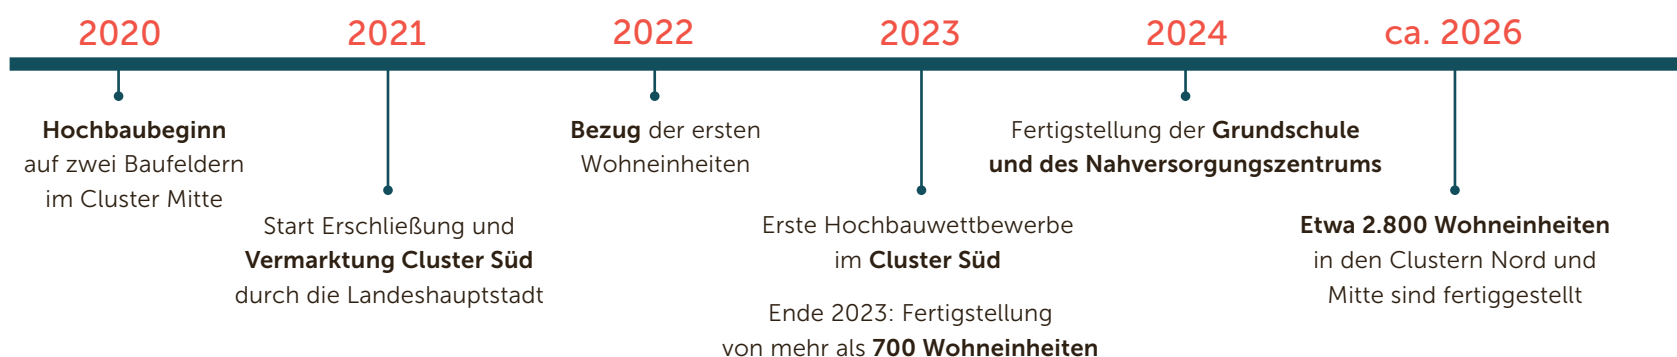 2020
Hochbaubeginn
auf zwei Baufeldern
im Cluster Mitte
2021
Start Erschließung und
Vermarktung Cluster Süd
durch die Landeshauptstadt
2022
Bezug der ersten
Wohneinheiten
2023
Erste Hochbauwettbewerbe
im Cluster Süd
Ende 2023: Fertigstellung
von mehr als 700 Wohneinheiten
2024
Fertigstellung der Grundschule
und des Nahversorgungszentrums
ca. 2026
Etwa 2.800 Wohneinheiten
in den Clustern Nord und
Mitte sind fertiggestellt